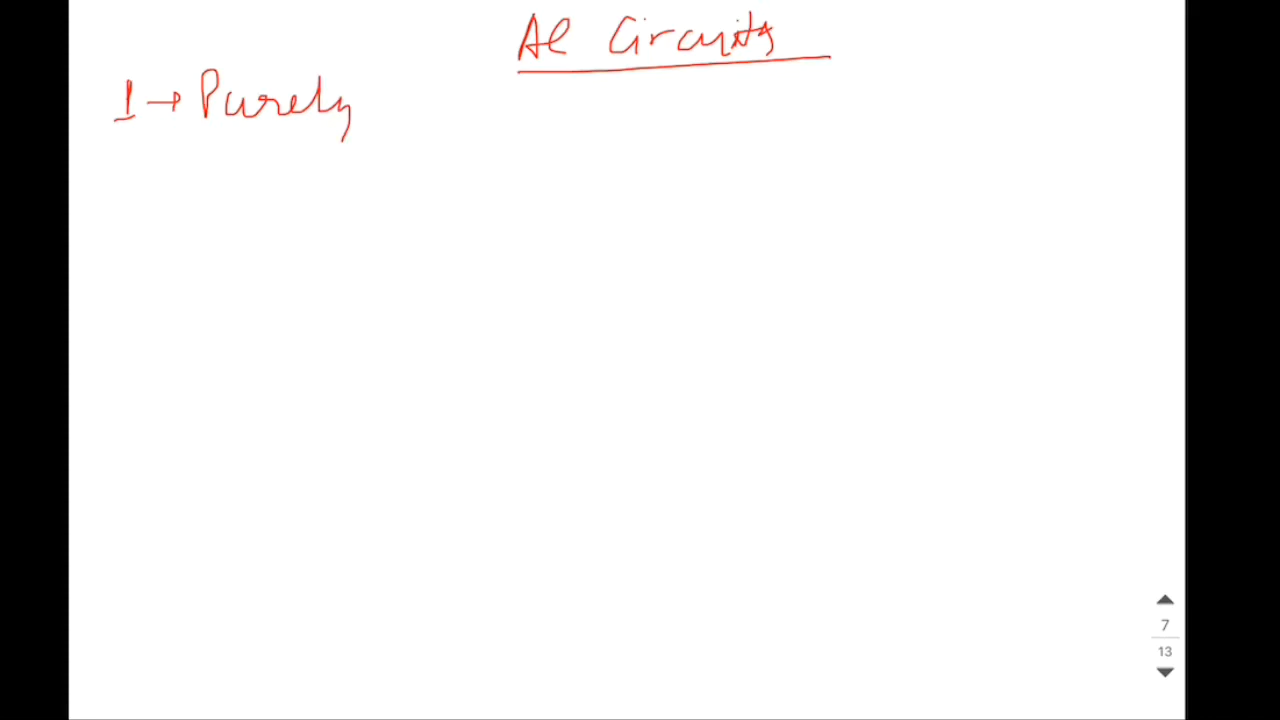 AC Circuits
1 → Purely
7
13